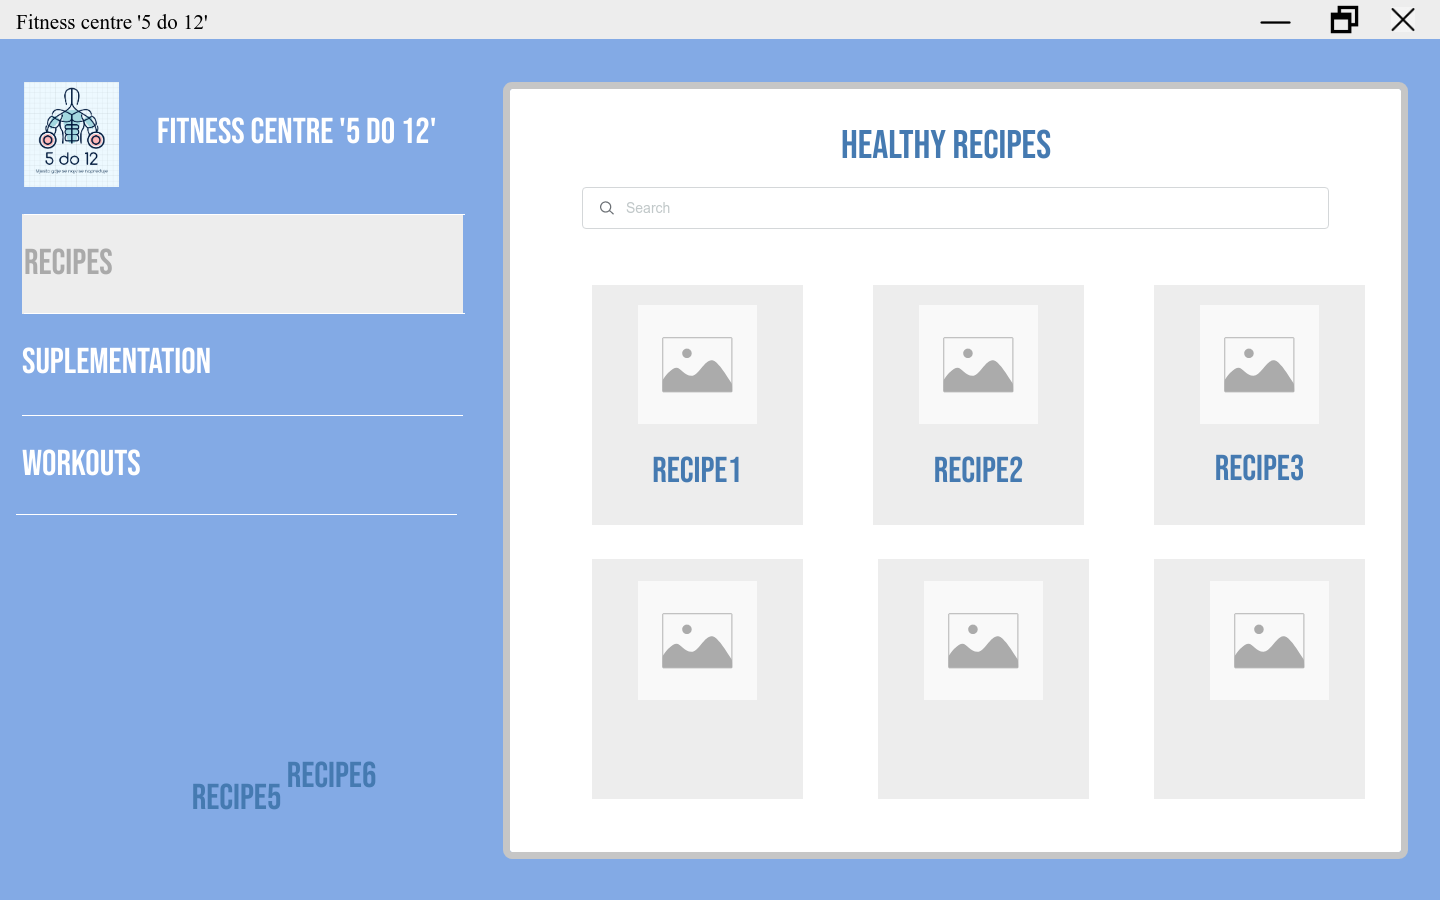 Fitness centre '5 do 12'
5 do 12
FITNESS CENTRE '5 DO 12'
RECIPES
SUPLEMENTATION
WORKOUTS
RECIPE6
RECIPE5
HEALTHY RECIPES
Search
RECIPE1
RECIPE2
RECIPE3